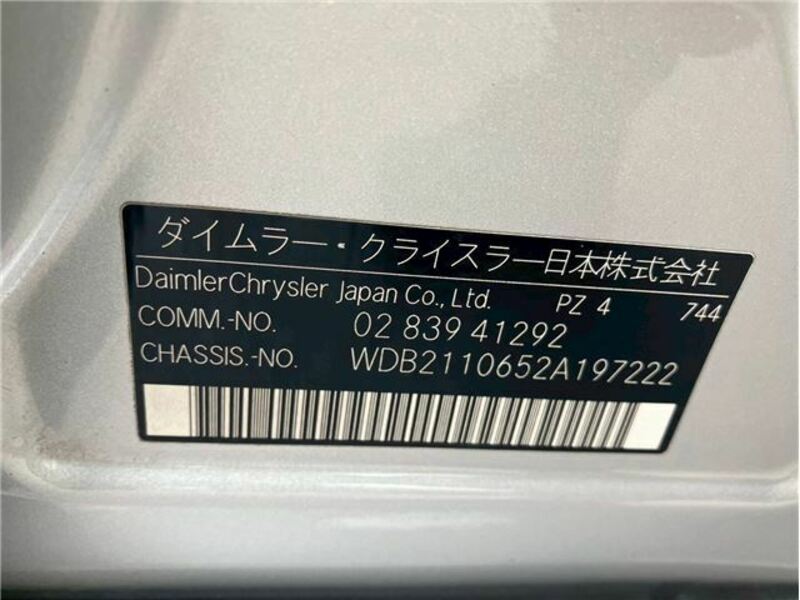 ダイムラー・クライスラー日本株式会社
DaimlerChrysler Japan Co., Ltd. PZ 4 744
COMM.-NO. 02 839 41292
CHASSIS.-NO. WDB2110652A197222